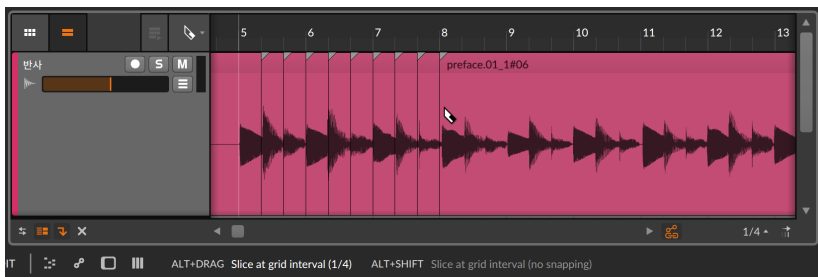 5 6 7 8 9 10 11 12 13
반사
S M
preface.01_1#06
1/4
IT
ALT+DRAG Slice at grid interval (1/4) ALT+SHIFT Slice at grid interval (no snapping)